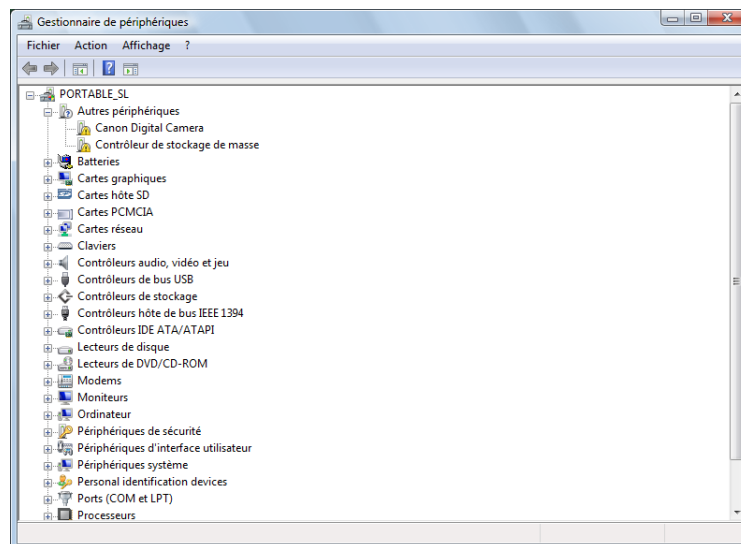 Gestionnaire de périphériques
Fichier Action Affichage ?
PORTABLE_SL
Autres périphériques
Canon Digital Camera
Contrôleur de stockage de masse
Batteries
Cartes graphiques
Cartes hôte SD
Cartes PCMCIA
Cartes réseau
Claviers
Contrôleurs audio, vidéo et jeu
Contrôleurs de bus USB
Contrôleurs de stockage
Contrôleurs hôte de bus IEEE 1394
Contrôleurs IDE ATA/ATAPI
Lecteurs de disque
Lecteurs de DVD/CD-ROM
Modems
Moniteurs
Ordinateur
Périphériques de sécurité
Périphériques d'interface utilisateur
Périphériques système
Personal identification devices
Ports (COM et LPT)
Processeurs